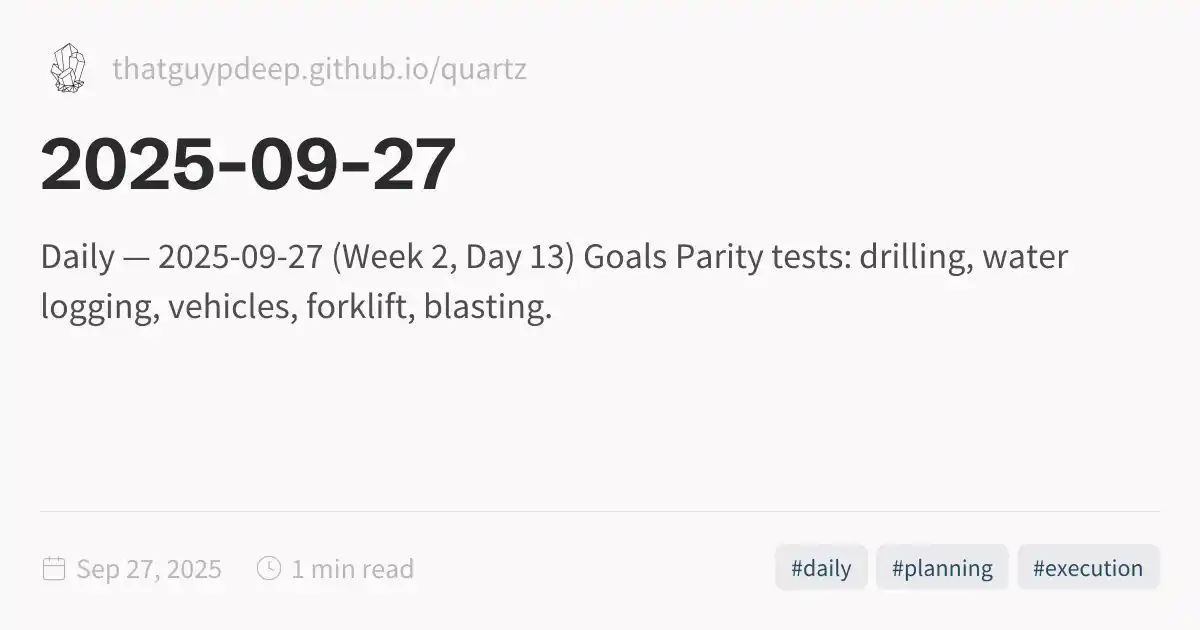 thatguypdeep.github.io/quartz
2025-09-27
Daily — 2025-09-27 (Week 2, Day 13) Goals Parity tests: drilling, water
logging, vehicles, forklift, blasting.
Sep 27, 2025 1 min read #daily #planning #execution